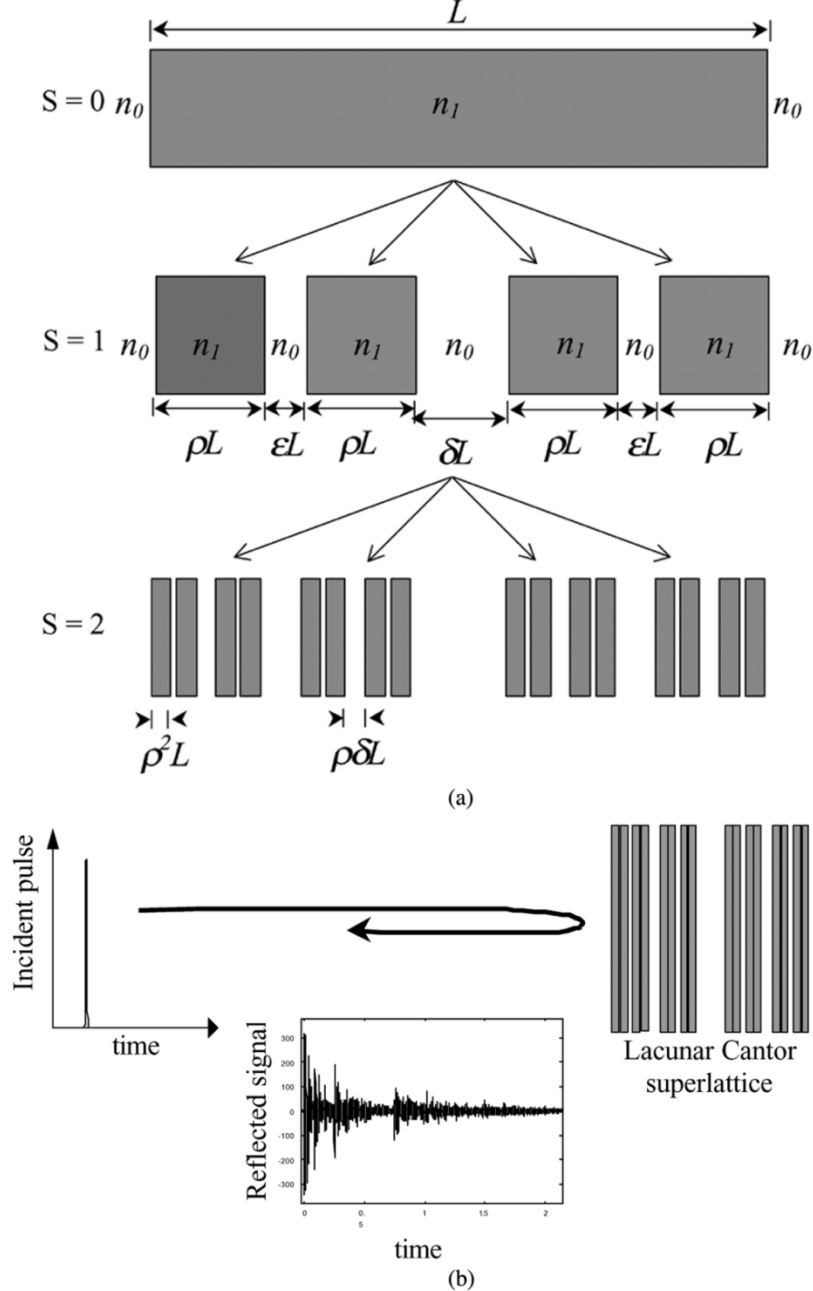 L
S = 0 n₀ n₁ n₀
S = 1 n₀ n₁ n₀ n₁ n₀ n₁ n₀ n₁ n₀
ρL εL ρL δL ρL εL ρL
S = 2
ρ²L ρδL
(a)
Incident pulse
time
Lacunar Cantor
superlattice
Reflected signal
300
200
100
0
-100
-200
-300
0 0.5 1 1.5 2
time
(b)